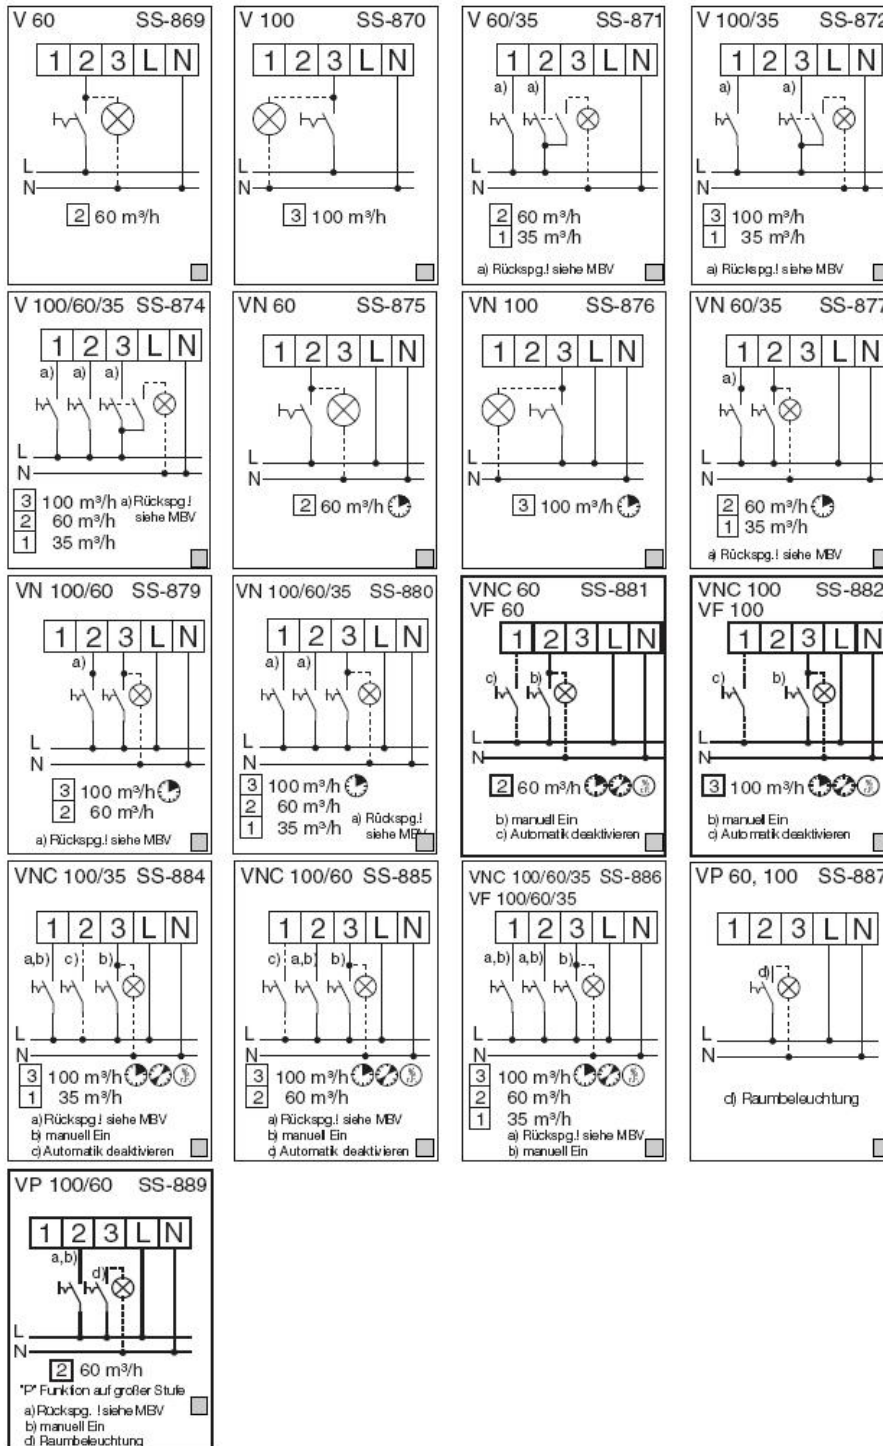 V 60 SS-869
1 2 3 L N
L
N
2 60 m³/h
V 100 SS-870
1 2 3 L N
3 100 m³/h
V 60/35 SS-871
1 2 3 L N
a) a)
2 60 m³/h
1 35 m³/h
a) Rückspg.! siehe MBV
V 100/35 SS-872
1 2 3 L N
a) a)
3 100 m³/h
1 35 m³/h
a) Rückspg.! siehe MBV
V 100/60/35 SS-874
1 2 3 L N
a) a) a)
L
N
3 100 m³/h a) Rückspg.!
2 60 m³/h siehe MBV
1 35 m³/h
VN 60 SS-875
1 2 3 L N
2 60 m³/h
VN 100 SS-876
1 2 3 L N
3 100 m³/h
VN 60/35 SS-877
1 2 3 L N
a)
2 60 m³/h
1 35 m³/h
a) Rückspg.! siehe MBV
VN 100/60 SS-879
1 2 3 L N
a)
L
N
3 100 m³/h
2 60 m³/h
a) Rückspg.! siehe MBV
VN 100/60/35 SS-880
1 2 3 L N
a) a)
L
N
3 100 m³/h
2 60 m³/h
1 35 m³/h a) Rückspg.!
siehe MBV
VNC 60 SS-881
VF 60
1 2 3 L N
c) b)
L
N
2 60 m³/h
b) manuell Ein
c) Automatik deaktivieren
VNC 100 SS-882
VF 100
1 2 3 L N
c) b)
L
N
3 100 m³/h
b) manuell Ein
c) Automatik deaktivieren
VNC 100/35 SS-884
1 2 3 L N
a,b) c) b)
L
N
3 100 m³/h
1 35 m³/h
a) Rückspg.! siehe MBV
b) manuell Ein
c) Automatik deaktivieren
VNC 100/60 SS-885
1 2 3 L N
c) a,b) b)
L
N
3 100 m³/h
2 60 m³/h
a) Rückspg.! siehe MBV
b) manuell Ein
c) Automatik deaktivieren
VNC 100/60/35 SS-886
VF 100/60/35
1 2 3 L N
a,b) a,b) b)
L
N
3 100 m³/h
2 60 m³/h
1 35 m³/h
a) Rückspg.! siehe MBV
b) manuell Ein
VP 60, 100 SS-887
1 2 3 L N
d)
L
N
d) Raumbeleuchtung
VP 100/60 SS-889
1 2 3 L N
a,b)
d)
L
N
2 60 m³/h
"P" Funktion auf großer Stufe
a) Rückspg. ! siehe MBV
b) manuell Ein
d) Raumbeleuchtung